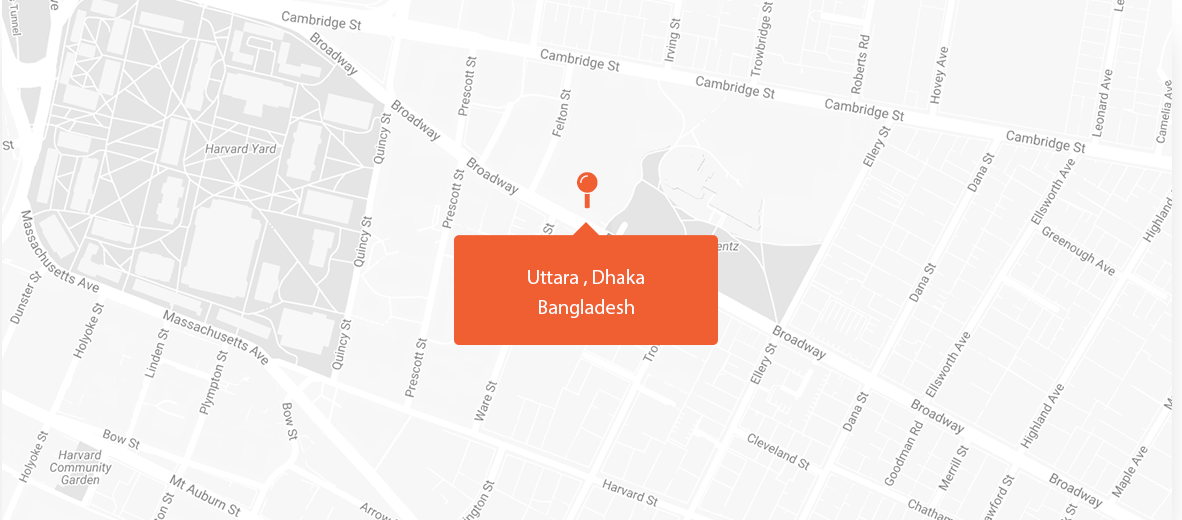 Tunnel
Cambridge St
Broadway
Cambridge St
Irving St
Trowbridge St
Roberts Rd
Hovey Ave
Leonard Ave
Camelia Ave
Prescott St
Felton St
Cambridge St
Cambridge St
Cambridge St
Broadway
Quincy St
Harvard Yard
St
Broadway
Ellery St
Dana St
Ellsworth Ave
Highland
Prescott St
St
Massachusetts Ave
Quincy St
Greenough Ave
Uttara , Dhaka
Bangladesh
Dana St
Dunster St
Holyoke St
Massachusetts Ave
Linden St
Plympton St
Quincy St
Prescott St
Broadway
Ellery St
Ellsworth Ave
Ware St
Bow St
Dana St
Broadway
Highland Ave
Bow St
Holyoke St
Harvard
Community
Garden
Mt Auburn St
Cleveland St
Goodman Rd
Merrill St
Maple Ave
Broadway
Harvard St
Arrow